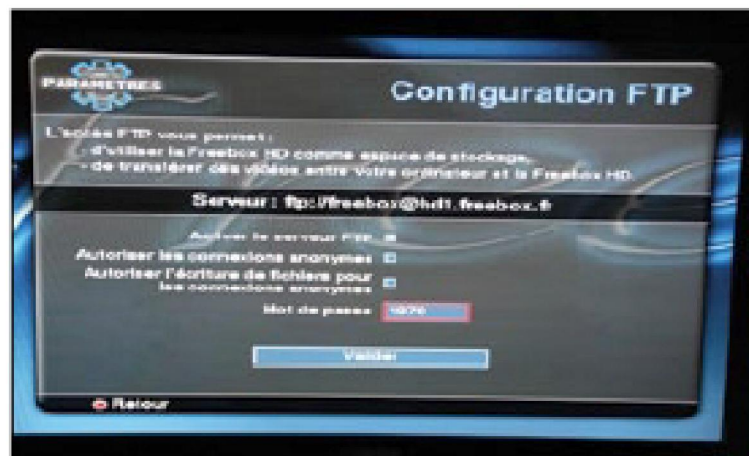 PARAMETRES
Configuration FTP
L'accès FTP vous permet :
- d'utiliser la Freebox HD comme espace de stockage,
- de transférer des vidéos entre votre ordinateur et la Freebox HD.
Serveur : ftp://freebox@hd1.freebox.fr
Activer le serveur FTP
Autoriser les connexions anonymes
Autoriser l'écriture de fichiers pour
les connexions anonymes
Mot de passe
Valider
Retour